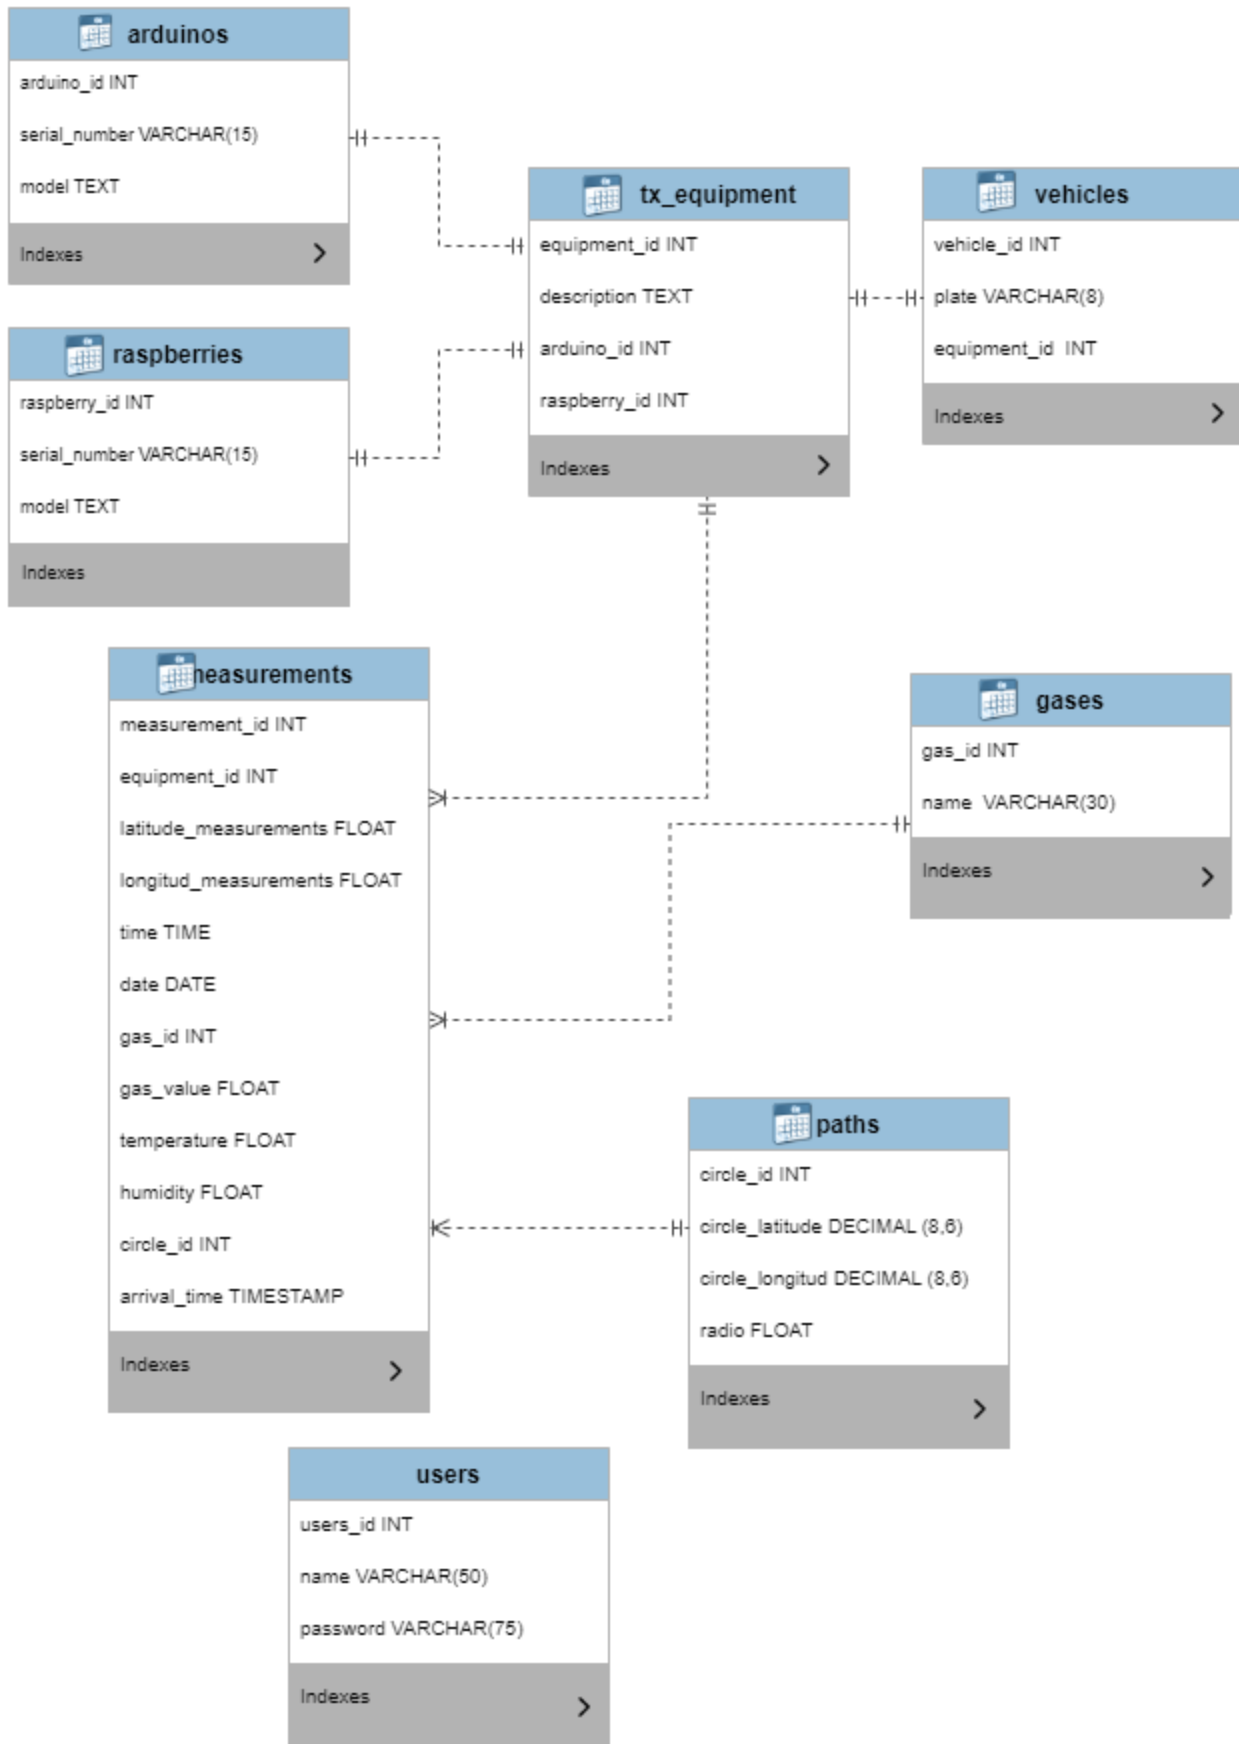 arduinos
arduino_id INT
serial_number VARCHAR(15)
model TEXT
Indexes
raspberries
raspberry_id INT
serial_number VARCHAR(15)
model TEXT
Indexes
tx_equipment
equipment_id INT
description TEXT
arduino_id INT
raspberry_id INT
Indexes
vehicles
vehicle_id INT
plate VARCHAR(8)
equipment_id INT
Indexes
measurements
measurement_id INT
equipment_id INT
latitude_measurements FLOAT
longitud_measurements FLOAT
time TIME
date DATE
gas_id INT
gas_value FLOAT
temperature FLOAT
humidity FLOAT
circle_id INT
arrival_time TIMESTAMP
Indexes
gases
gas_id INT
name VARCHAR(30)
Indexes
paths
circle_id INT
circle_latitude DECIMAL (8,6)
circle_longitud DECIMAL (8,6)
radio FLOAT
Indexes
users
users_id INT
name VARCHAR(50)
password VARCHAR(75)
Indexes